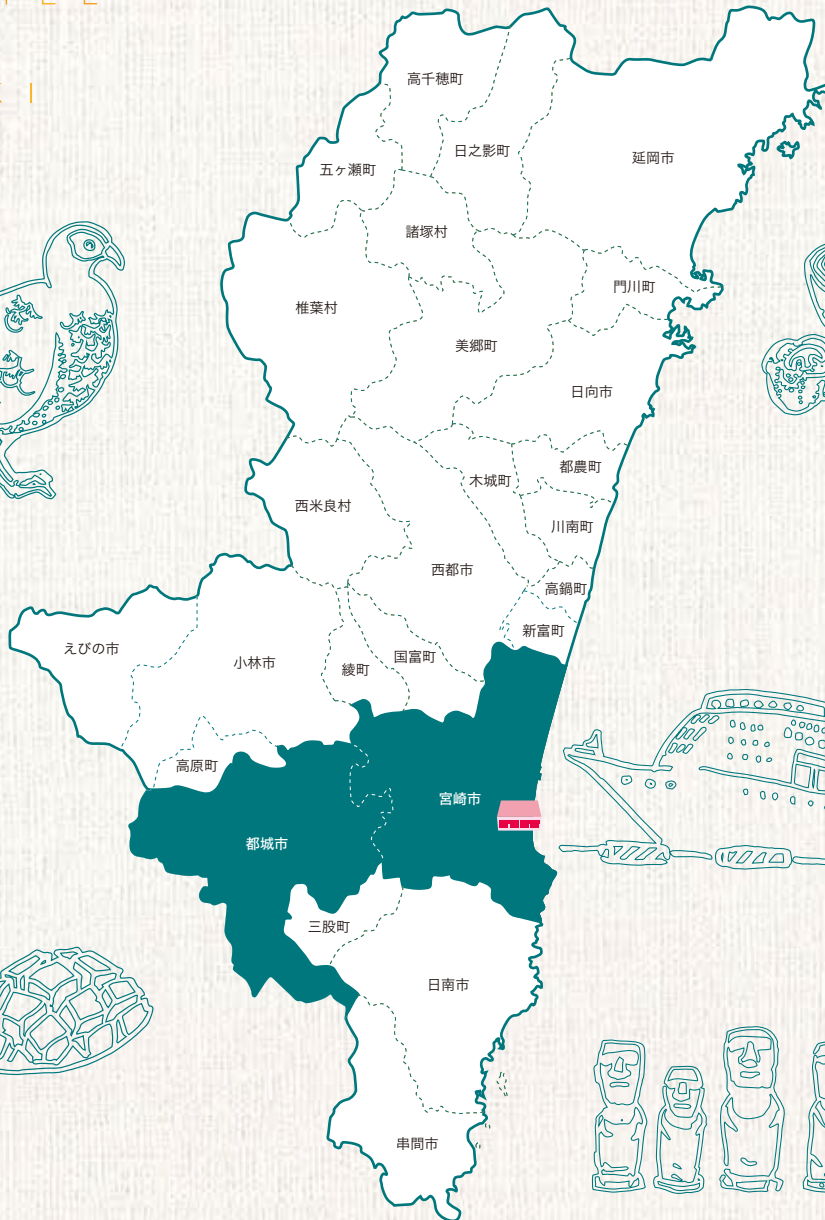 高千穂町
日之影町
延岡市
五ヶ瀬町
諸塚村
門川町
椎葉村
美郷町
日向市
都農町
木城町
西米良村
川南町
西都市
高鍋町
新富町
えびの市
小林市
綾町
国富町
高原町
宮崎市
都城市
三股町
日南市
串間市